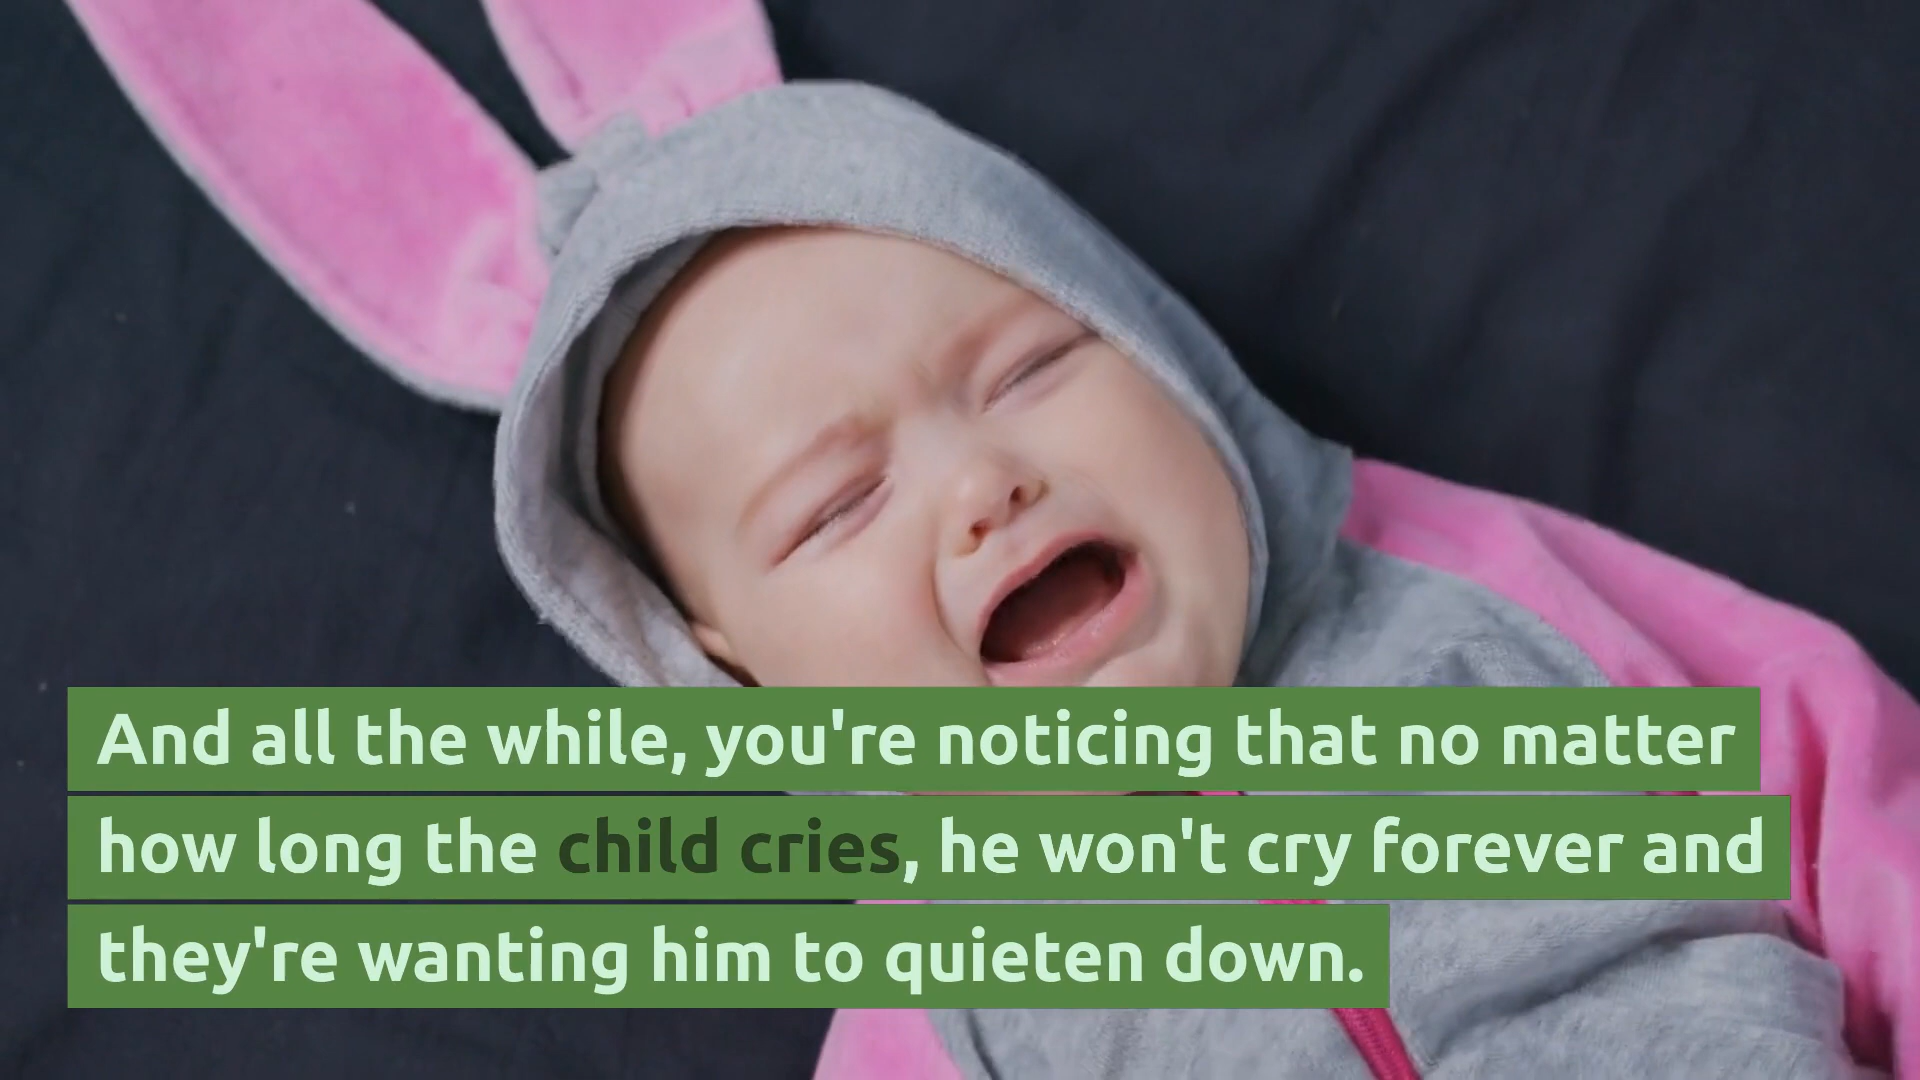 And all the while, you're noticing that no matter
how long the child cries, he won't cry forever and
they're wanting him to quieten down.